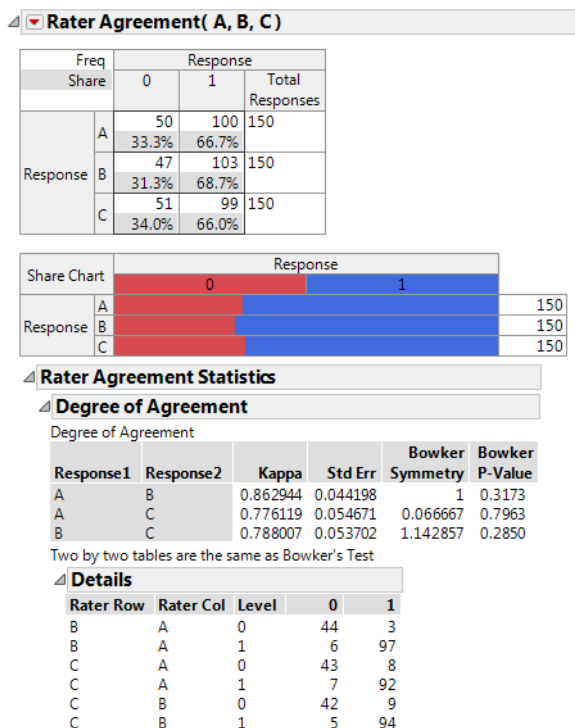 Rater Agreement( A, B, C )
Freq Response
Share 0 1 Total
Responses
Response A 50 100 150
33.3% 66.7%
B 47 103 150
31.3% 68.7%
C 51 99 150
34.0% 66.0%
Share Chart Response
0 1
Response A 150
B 150
C 150
Rater Agreement Statistics
Degree of Agreement
Degree of Agreement
Bowker Bowker
Response1 Response2 Kappa Std Err Symmetry P-Value
A B 0.862944 0.044198 1 0.3173
A C 0.776119 0.054671 0.066667 0.7963
B C 0.788007 0.053702 1.142857 0.2850
Two by two tables are the same as Bowker's Test
Details
Rater Row Rater Col Level 0 1
B A 0 44 3
B A 1 6 97
C A 0 43 8
C A 1 7 92
C B 0 42 9
C B 1 5 94